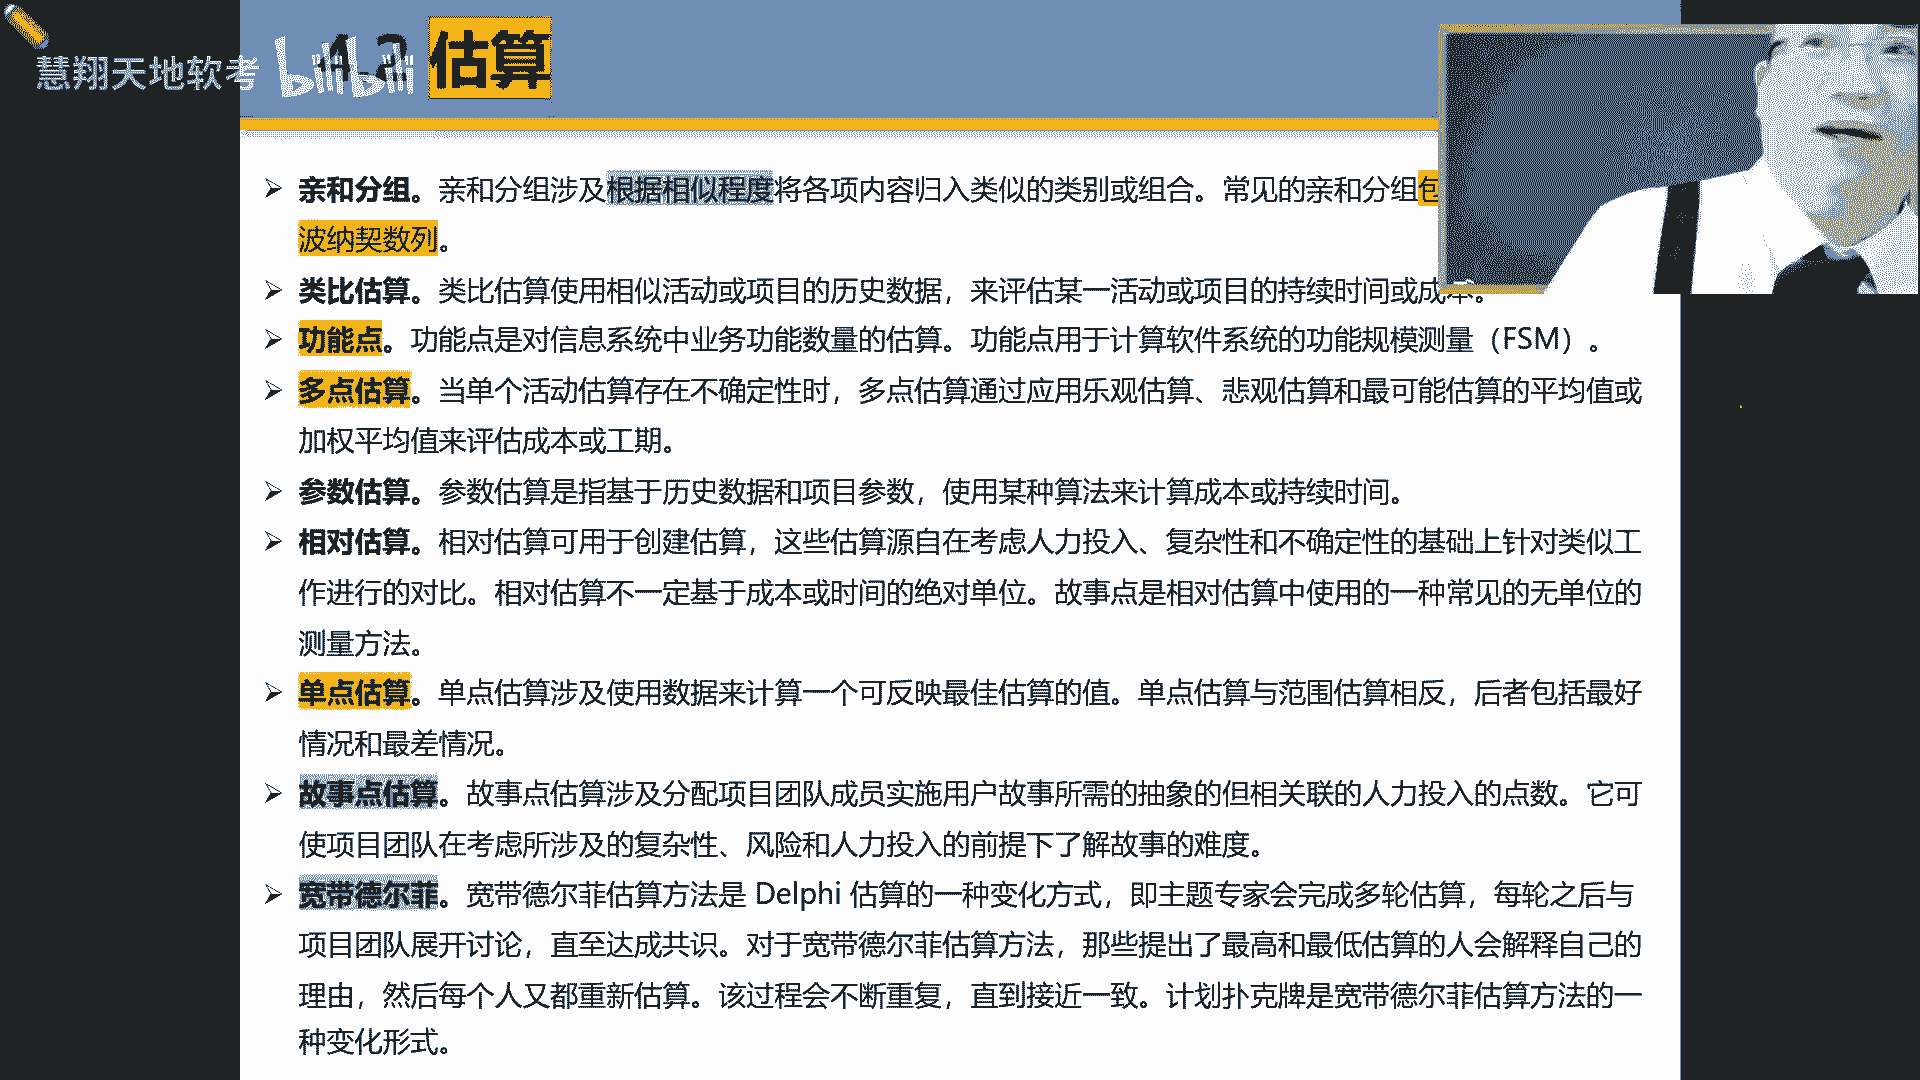 慧翔天地软考
bilibili
估算
➢ 亲和分组。亲和分组涉及根据相似程度将各项内容归入类似的类别或组合。常见的亲和分组包
波纳契数列。
➢ 类比估算。类比估算使用相似活动或项目的历史数据，来评估某一活动或项目的持续时间或成本。
➢ 功能点。功能点是对信息系统中业务功能数量的估算。功能点用于计算软件系统的功能规模测量（FSM）。
➢ 多点估算。当单个活动估算存在不确定性时，多点估算通过应用乐观估算、悲观估算和最可能估算的平均值或
加权平均值来评估成本或工期。
➢ 参数估算。参数估算是指基于历史数据和项目参数，使用某种算法来计算成本或持续时间。
➢ 相对估算。相对估算可用于创建估算，这些估算源自在考虑人力投入、复杂性和不确定性的基础上针对类似工
作进行的对比。相对估算不一定基于成本或时间的绝对单位。故事点是相对估算中使用的一种常见的无单位的
测量方法。
➢ 单点估算。单点估算涉及使用数据来计算一个可反映最佳估算的值。单点估算与范围估算相反，后者包括最好
情况和最差情况。
➢ 故事点估算。故事点估算涉及分配项目团队成员实施用户故事所需的抽象的但相关联的人力投入的点数。它可
使项目团队在考虑所涉及的复杂性、风险和人力投入的前提下了解故事的难度。
➢ 宽带德尔菲。宽带德尔菲估算方法是 Delphi 估算的一种变化方式，即主题专家会完成多轮估算，每轮之后与
项目团队展开讨论，直至达成共识。对于宽带德尔菲估算方法，那些提出了最高和最低估算的人会解释自己的
理由，然后每个人又都重新估算。该过程会不断重复，直到接近一致。计划扑克牌是宽带德尔菲估算方法的一
种变化形式。